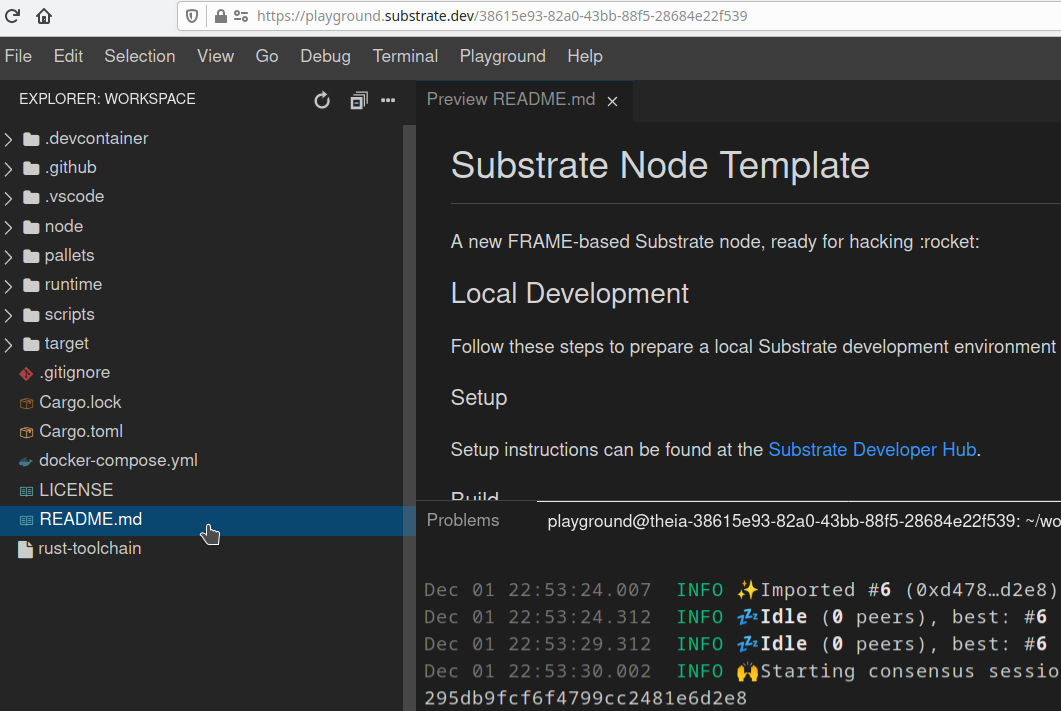 https://playground.substrate.dev/38615e93-82a0-43bb-88f5-28684e22f539
File Edit Selection View Go Debug Terminal Playground Help
EXPLORER: WORKSPACE
.devcontainer
.github
.vscode
node
pallets
runtime
scripts
target
.gitignore
Cargo.lock
Cargo.toml
docker-compose.yml
LICENSE
README.md
rust-toolchain
Preview README.md
Substrate Node Template
A new FRAME-based Substrate node, ready for hacking :rocket:
Local Development
Follow these steps to prepare a local Substrate development environment
Setup
Setup instructions can be found at the Substrate Developer Hub.
Build
Problems playground@theia-38615e93-82a0-43bb-88f5-28684e22f539: ~/wo
Dec 01 22:53:24.007 INFO ✨Imported #6 (0xd478…d2e8)
Dec 01 22:53:24.312 INFO 💤Idle (0 peers), best: #6
Dec 01 22:53:29.312 INFO 💤Idle (0 peers), best: #6
Dec 01 22:53:30.002 INFO 🙌Starting consensus sessio
295db9fcf6f4799cc2481e6d2e8